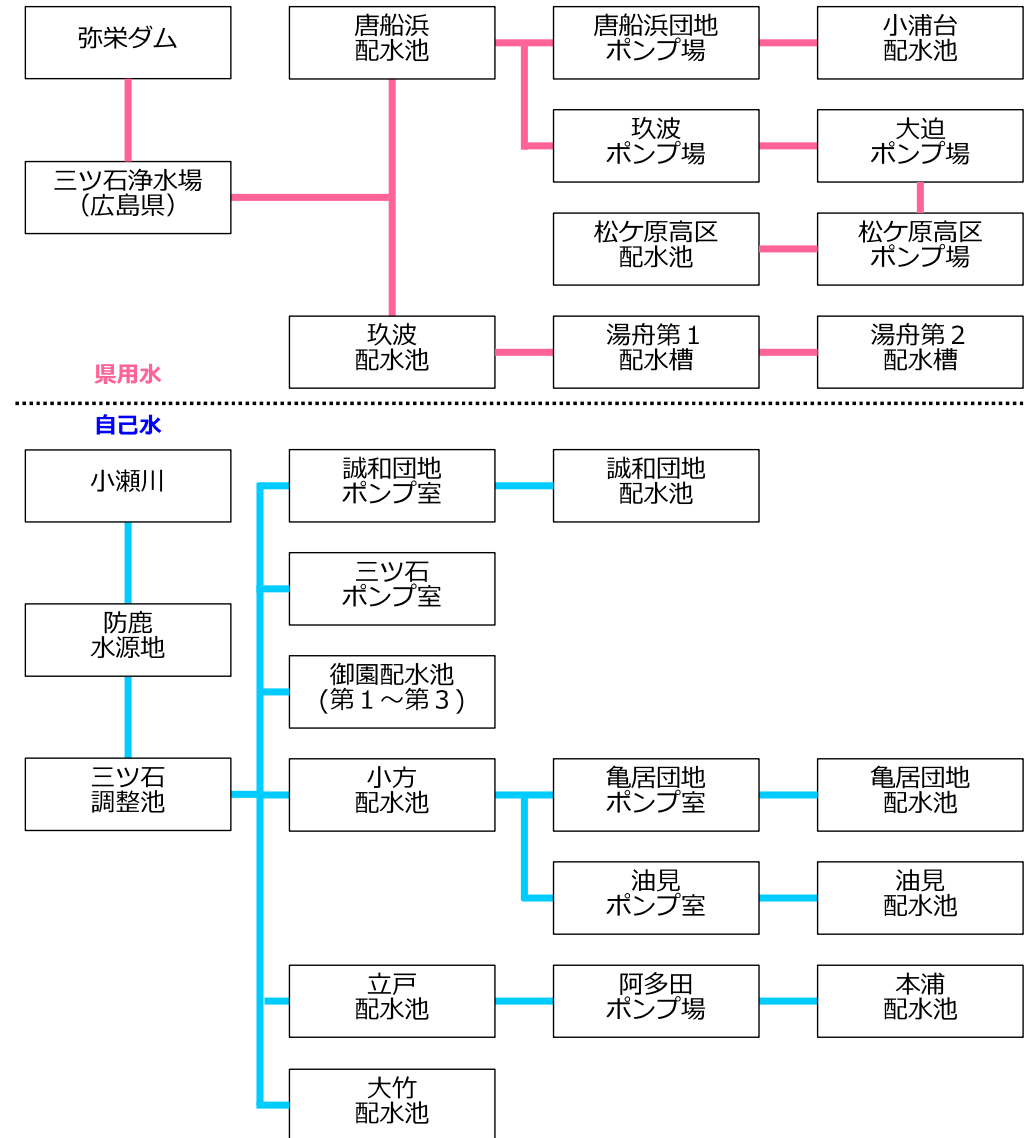 弥栄ダム
唐船浜
配水池
唐船浜団地
ポンプ場
小浦台
配水池
玖波
ポンプ場
大迫
ポンプ場
三ツ石浄水場
（広島県）
松ケ原高区
配水池
松ケ原高区
ポンプ場
玖波
配水池
湯舟第１
配水槽
湯舟第２
配水槽
県用水
自己水
小瀬川
誠和団地
ポンプ室
誠和団地
配水池
三ツ石
ポンプ室
防鹿
水源地
御園配水池
(第１～第３)
三ツ石
調整池
小方
配水池
亀居団地
ポンプ室
亀居団地
配水池
油見
ポンプ室
油見
配水池
立戸
配水池
阿多田
ポンプ場
本浦
配水池
大竹
配水池